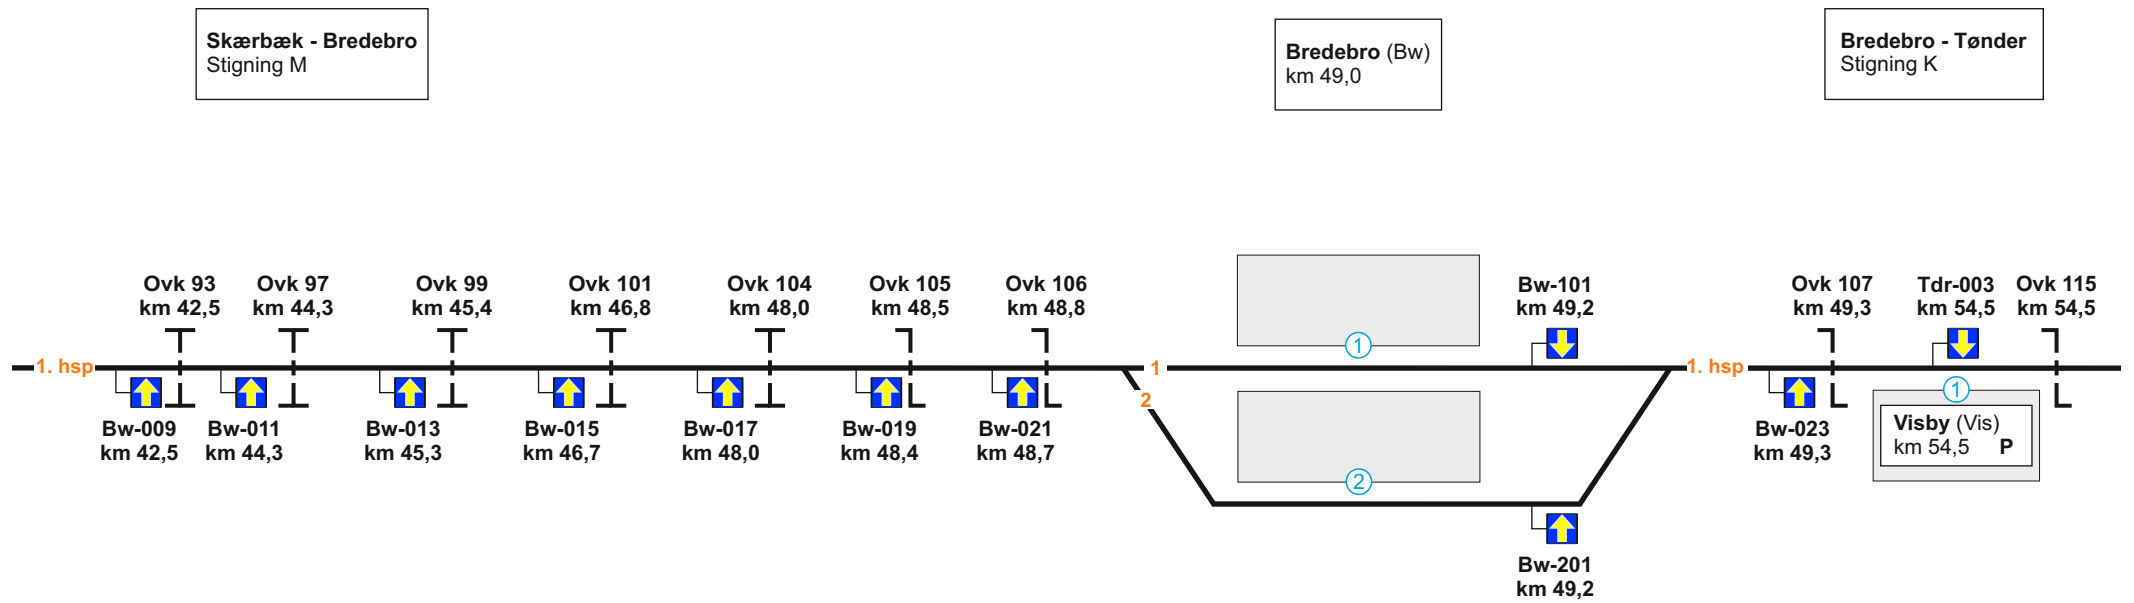 Skærbæk - Bredebro
Stigning M
Bredebro (Bw)
km 49,0
Bredebro - Tønder
Stigning K
Ovk 93
km 42,5
Ovk 97
km 44,3
Ovk 99
km 45,4
Ovk 101
km 46,8
Ovk 104
km 48,0
Ovk 105
km 48,5
Ovk 106
km 48,8
Bw-101
km 49,2
Ovk 107
km 49,3
Tdr-003
km 54,5
Ovk 115
km 54,5
1
1. hsp
1
1. hsp
2
1
Bw-009
km 42,5
Bw-011
km 44,3
Bw-013
km 45,3
Bw-015
km 46,7
Bw-017
km 48,0
Bw-019
km 48,4
Bw-021
km 48,7
Bw-023
km 49,3
Visby (Vis)
km 54,5 P
2
Bw-201
km 49,2